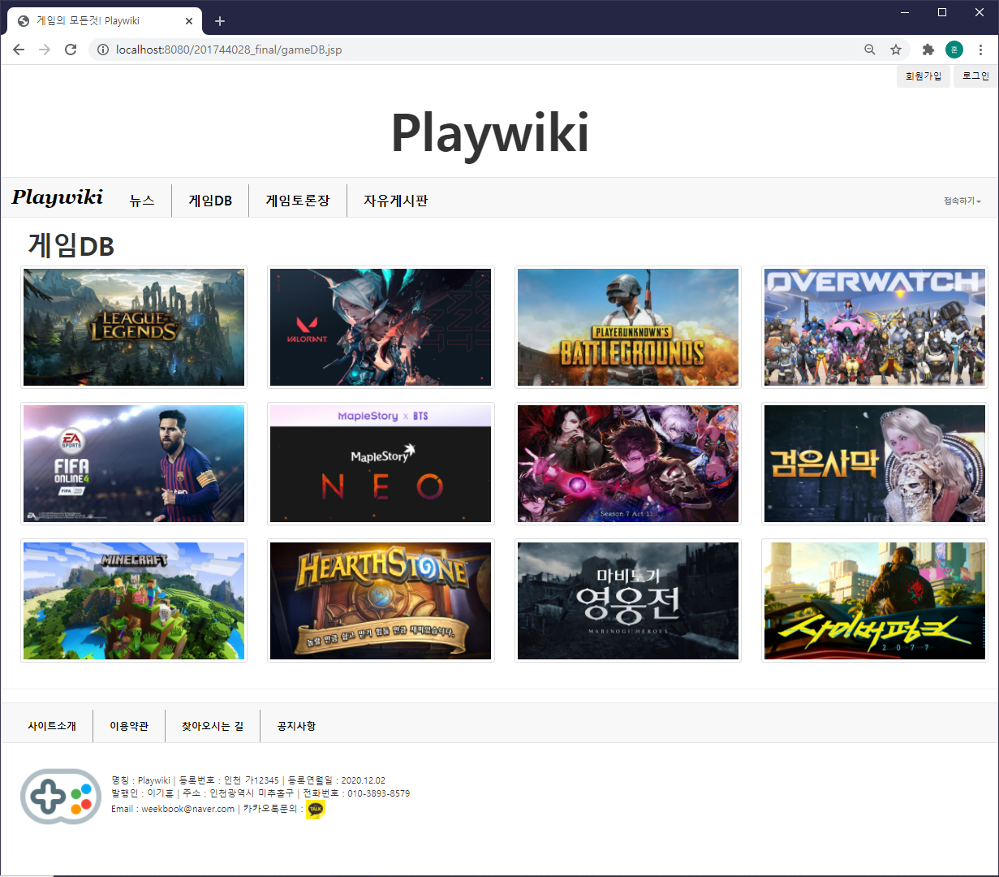 게임의 모든것! Playwiki
localhost:8080/201744028_final/gameDB.jsp
훈
회원가입 로그인
Playwiki
Playwiki 뉴스 게임DB 게임토론장 자유게시판 접속하기
게임DB
LEAGUE OF
LEGENDS
VALORANT
PLAYERUNKNOWN'S
BATTLEGROUNDS
OVERWATCH
EA
SPORTS
FIFA
ONLINE 4
FIFA
EA
MapleStory x BTS
MapleStory
NEO
Season 7 Act 11
검은사막
MINECRAFT
HEARTHSTONE
놀랄 만큼 쉽고 믿기 힘들 만큼 재미있습니다.
마비노기
영웅전
MABINOGI HEROES
사이버펑크
2077
사이트소개 이용약관 찾아오시는 길 공지사항
명칭 : Playwiki | 등록번호 : 인천 가12345 | 등록연월일 : 2020.12.02
발행인 : 이기훈 | 주소 : 인천광역시 미추홀구 | 전화번호 : 010-3893-8579
Email : weekbook@naver.com | 카카오톡문의 : TALK